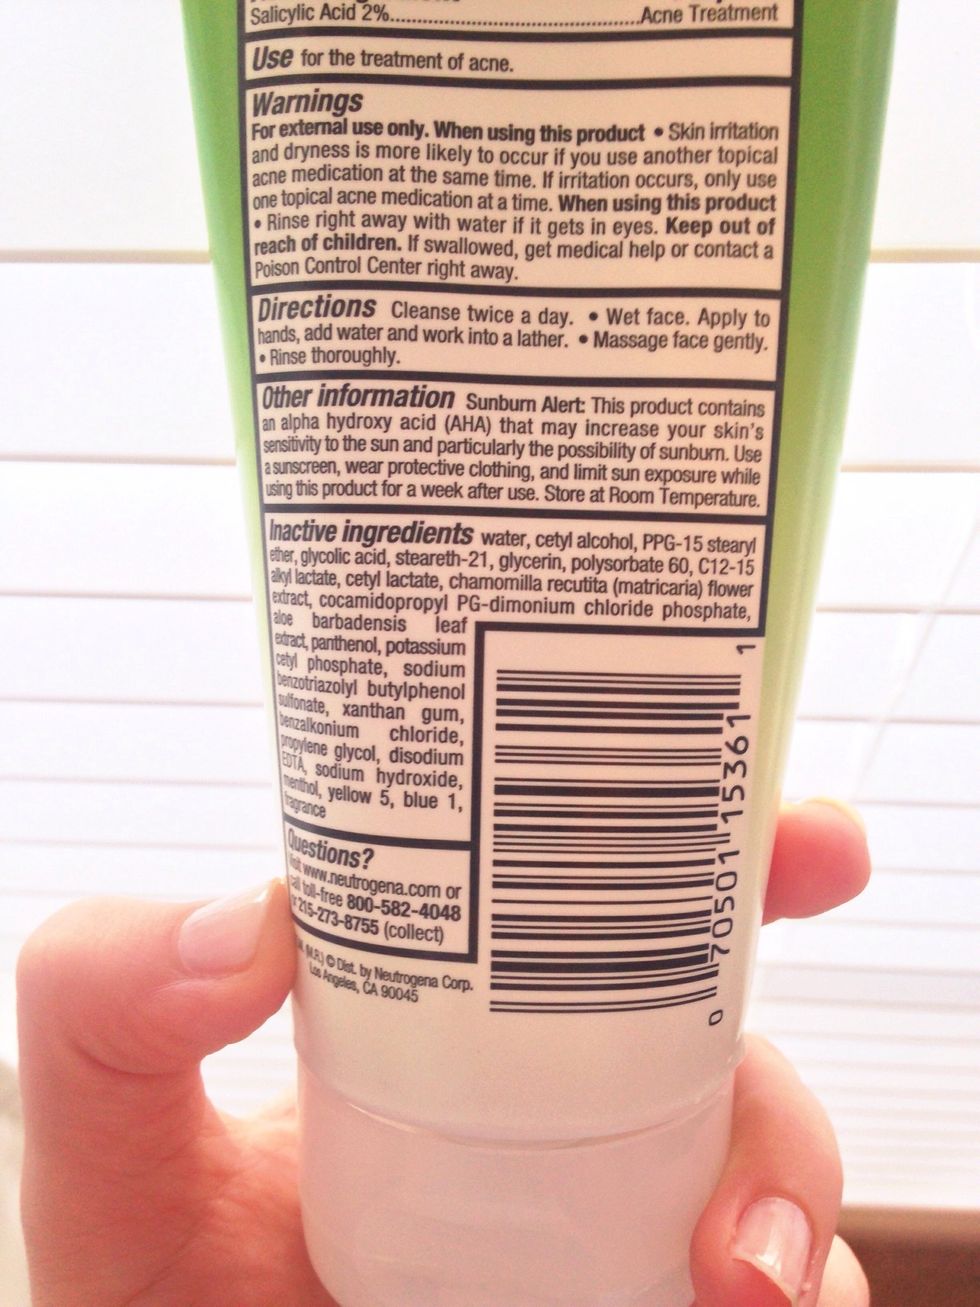 Salicylic Acid 2%..........................................Acne Treatment
Use for the treatment of acne.
Warnings
For external use only. When using this product • Skin irritation
and dryness is more likely to occur if you use another topical
acne medication at the same time. If irritation occurs, only use
one topical acne medication at a time. When using this product
• Rinse right away with water if it gets in eyes. Keep out of
reach of children. If swallowed, get medical help or contact a
Poison Control Center right away.
Directions Cleanse twice a day. • Wet face. Apply to
hands, add water and work into a lather. • Massage face gently.
• Rinse thoroughly.
Other information Sunburn Alert: This product contains
an alpha hydroxy acid (AHA) that may increase your skin's
sensitivity to the sun and particularly the possibility of sunburn. Use
a sunscreen, wear protective clothing, and limit sun exposure while
using this product for a week after use. Store at Room Temperature.
Inactive ingredients water, cetyl alcohol, PPG-15 stearyl
ether, glycolic acid, steareth-21, glycerin, polysorbate 60, C12-15
alkyl lactate, cetyl lactate, chamomilla recutita (matricaria) flower
extract, cocamidopropyl PG-dimonium chloride phosphate,
aloe barbadensis leaf
extract, panthenol, potassium
cetyl phosphate, sodium
benzotriazolyl butylphenol
sulfonate, xanthan gum,
benzalkonium chloride,
propylene glycol, disodium
EDTA, sodium hydroxide,
menthol, yellow 5, blue 1,
fragrance
Questions?
Visit www.neutrogena.com or
call toll-free 800-582-4048
or 215-273-8755 (collect)
(M.R.) © Dist. by Neutrogena Corp.
Los Angeles, CA 90045
0 70501 15361 1